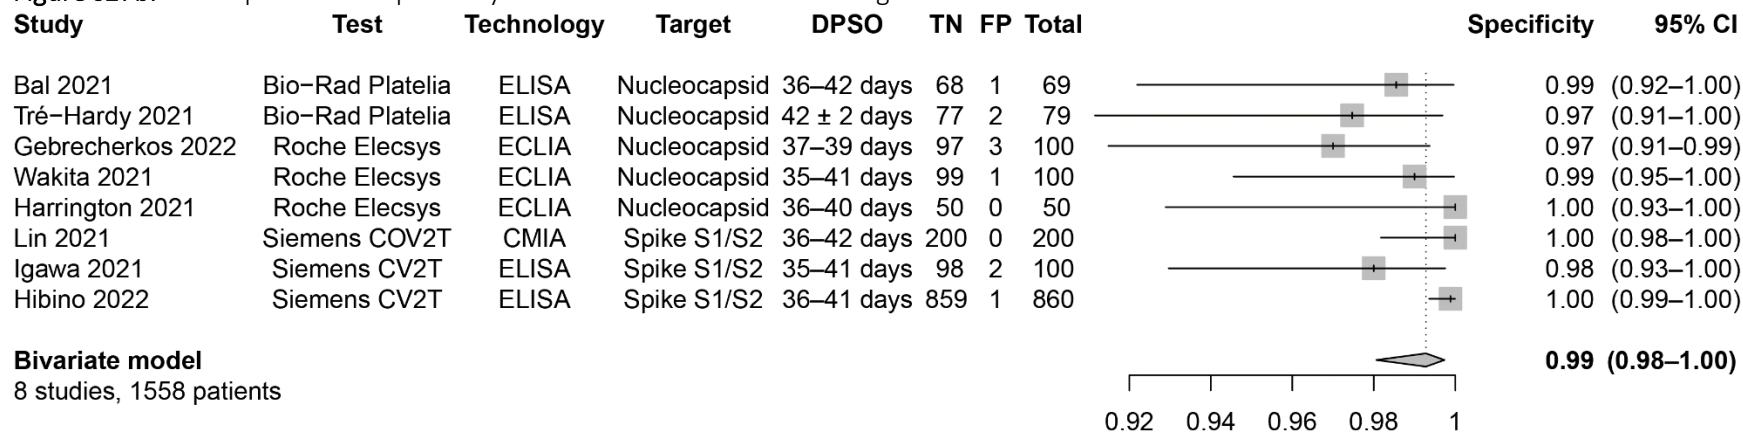 Study Test Technology Target DPSO TN FP Total Specificity 95% CI
Bal 2021 Bio−Rad Platelia ELISA Nucleocapsid 36–42 days 68 1 69 0.99 (0.92–1.00)
Tré−Hardy 2021 Bio−Rad Platelia ELISA Nucleocapsid 42 ± 2 days 77 2 79 0.97 (0.91–1.00)
Gebrecherkos 2022 Roche Elecsys ECLIA Nucleocapsid 37–39 days 97 3 100 0.97 (0.91–0.99)
Wakita 2021 Roche Elecsys ECLIA Nucleocapsid 35–41 days 99 1 100 0.99 (0.95–1.00)
Harrington 2021 Roche Elecsys ECLIA Nucleocapsid 36–40 days 50 0 50 1.00 (0.93–1.00)
Lin 2021 Siemens COV2T CMIA Spike S1/S2 36–42 days 200 0 200 1.00 (0.98–1.00)
Igawa 2021 Siemens CV2T ELISA Spike S1/S2 35–41 days 98 2 100 0.98 (0.93–1.00)
Hibino 2022 Siemens CV2T ELISA Spike S1/S2 36–41 days 859 1 860 1.00 (0.99–1.00)
Bivariate model 0.99 (0.98–1.00)
8 studies, 1558 patients
0.92 0.94 0.96 0.98 1